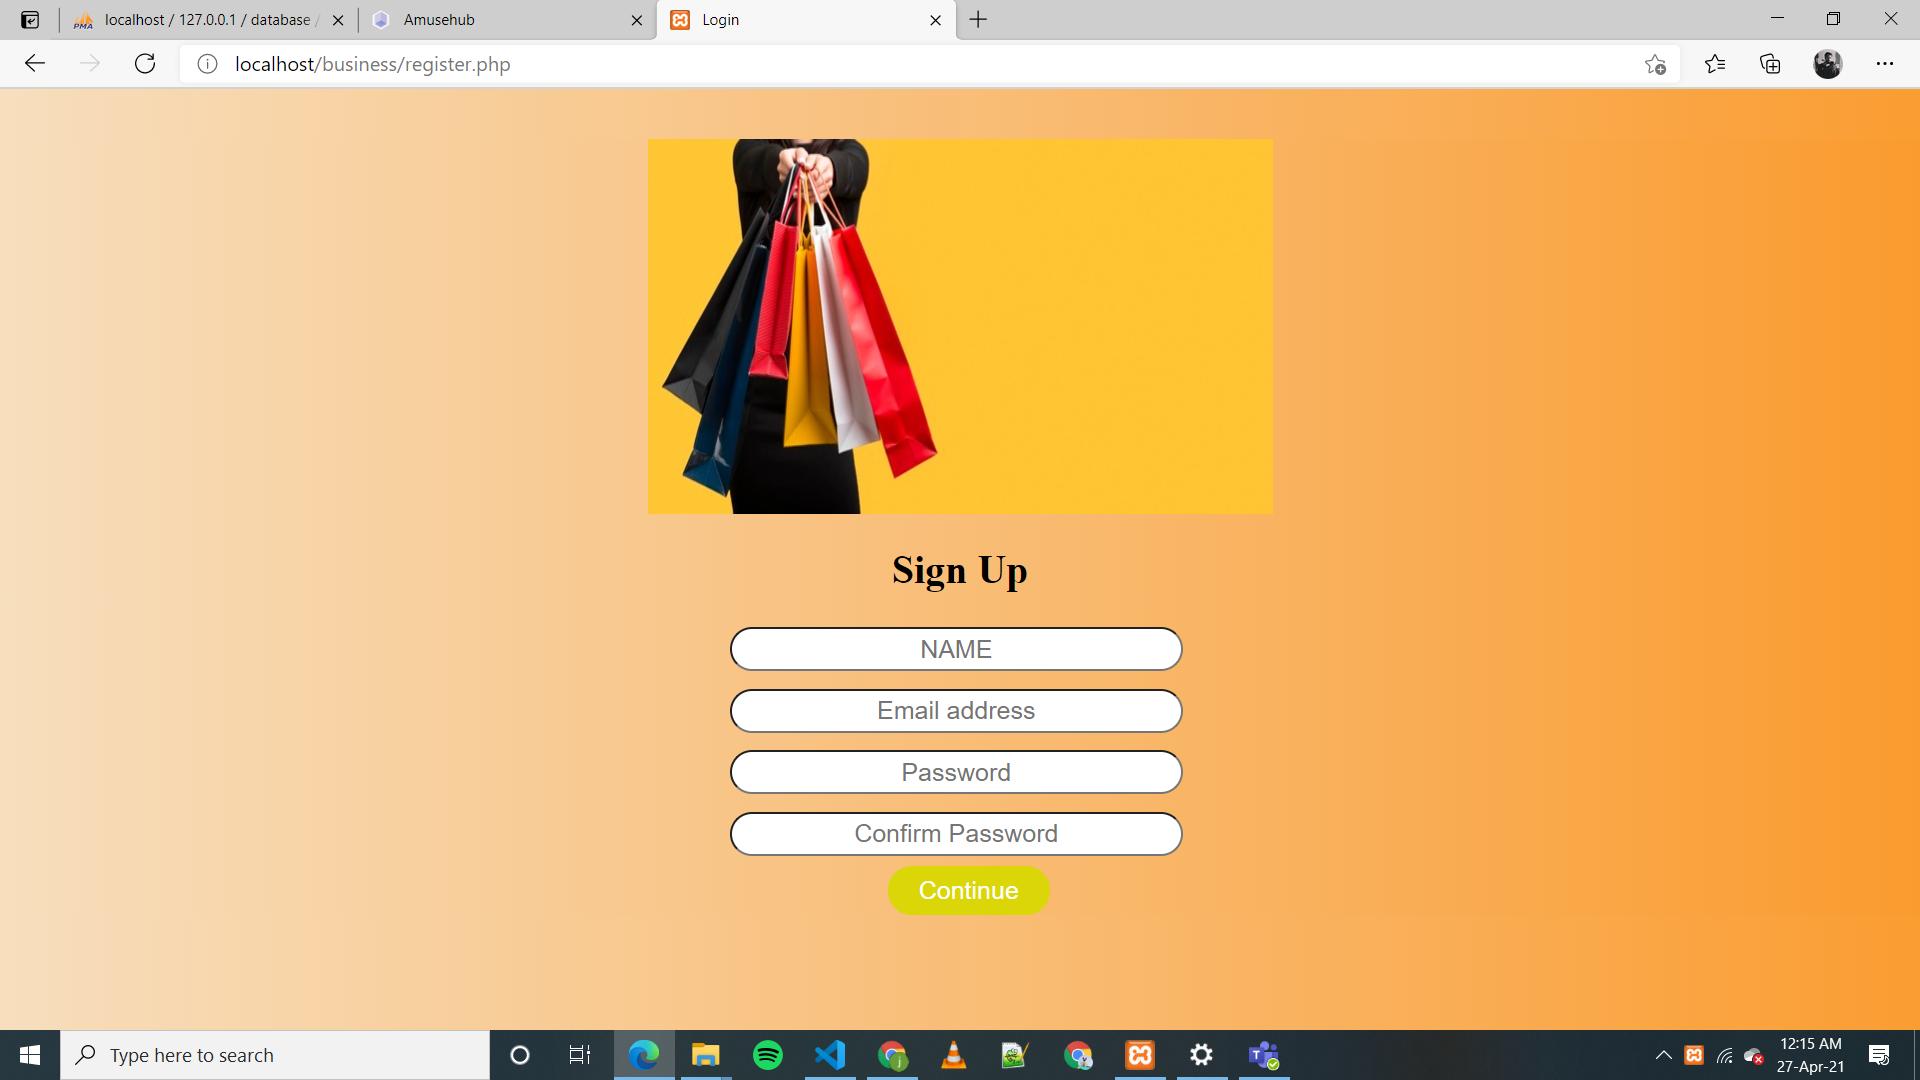 localhost / 127.0.0.1 / database /
Amusehub
Login
localhost/business/register.php
Sign Up
NAME
Email address
Password
Confirm Password
Continue
Type here to search
12:15 AM
27-Apr-21